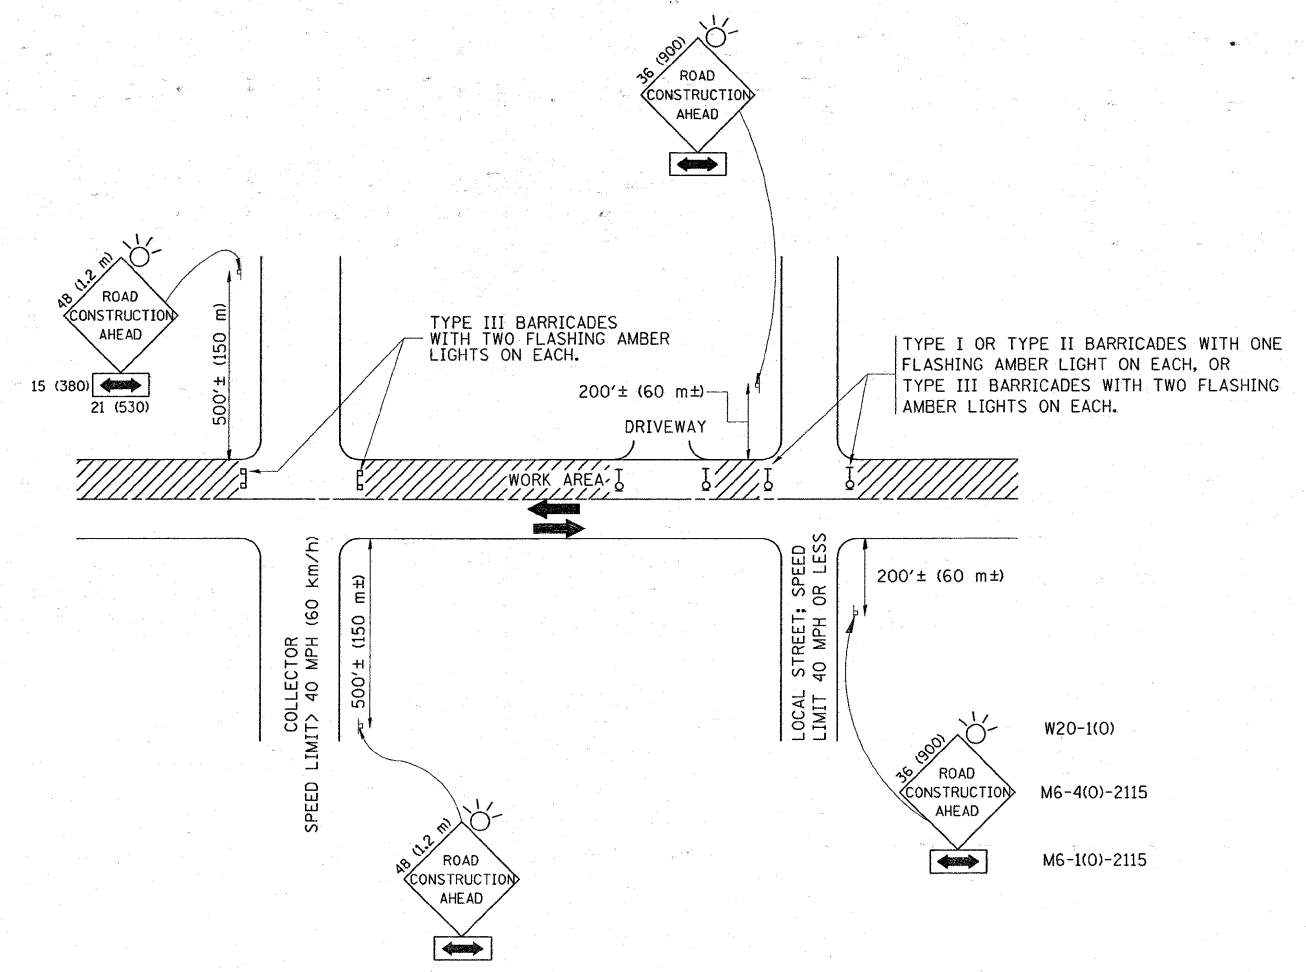 36 (900)
ROAD
CONSTRUCTION
AHEAD
48 (1.2 m)
ROAD
CONSTRUCTION
AHEAD
15 (380)
21 (530)
500'± (150 m)
TYPE III BARRICADES
WITH TWO FLASHING AMBER
LIGHTS ON EACH.
TYPE I OR TYPE II BARRICADES WITH ONE
FLASHING AMBER LIGHT ON EACH, OR
TYPE III BARRICADES WITH TWO FLASHING
AMBER LIGHTS ON EACH.
200'± (60 m±)
DRIVEWAY
WORK AREA
COLLECTOR
SPEED LIMIT> 40 MPH (60 km/h)
500'± (150 m±)
LOCAL STREET; SPEED
LIMIT 40 MPH OR LESS
200'± (60 m±)
36 (900)
ROAD
CONSTRUCTION
AHEAD
W20-1(O)
M6-4(O)-2115
M6-1(O)-2115
48 (1.2 m)
ROAD
CONSTRUCTION
AHEAD